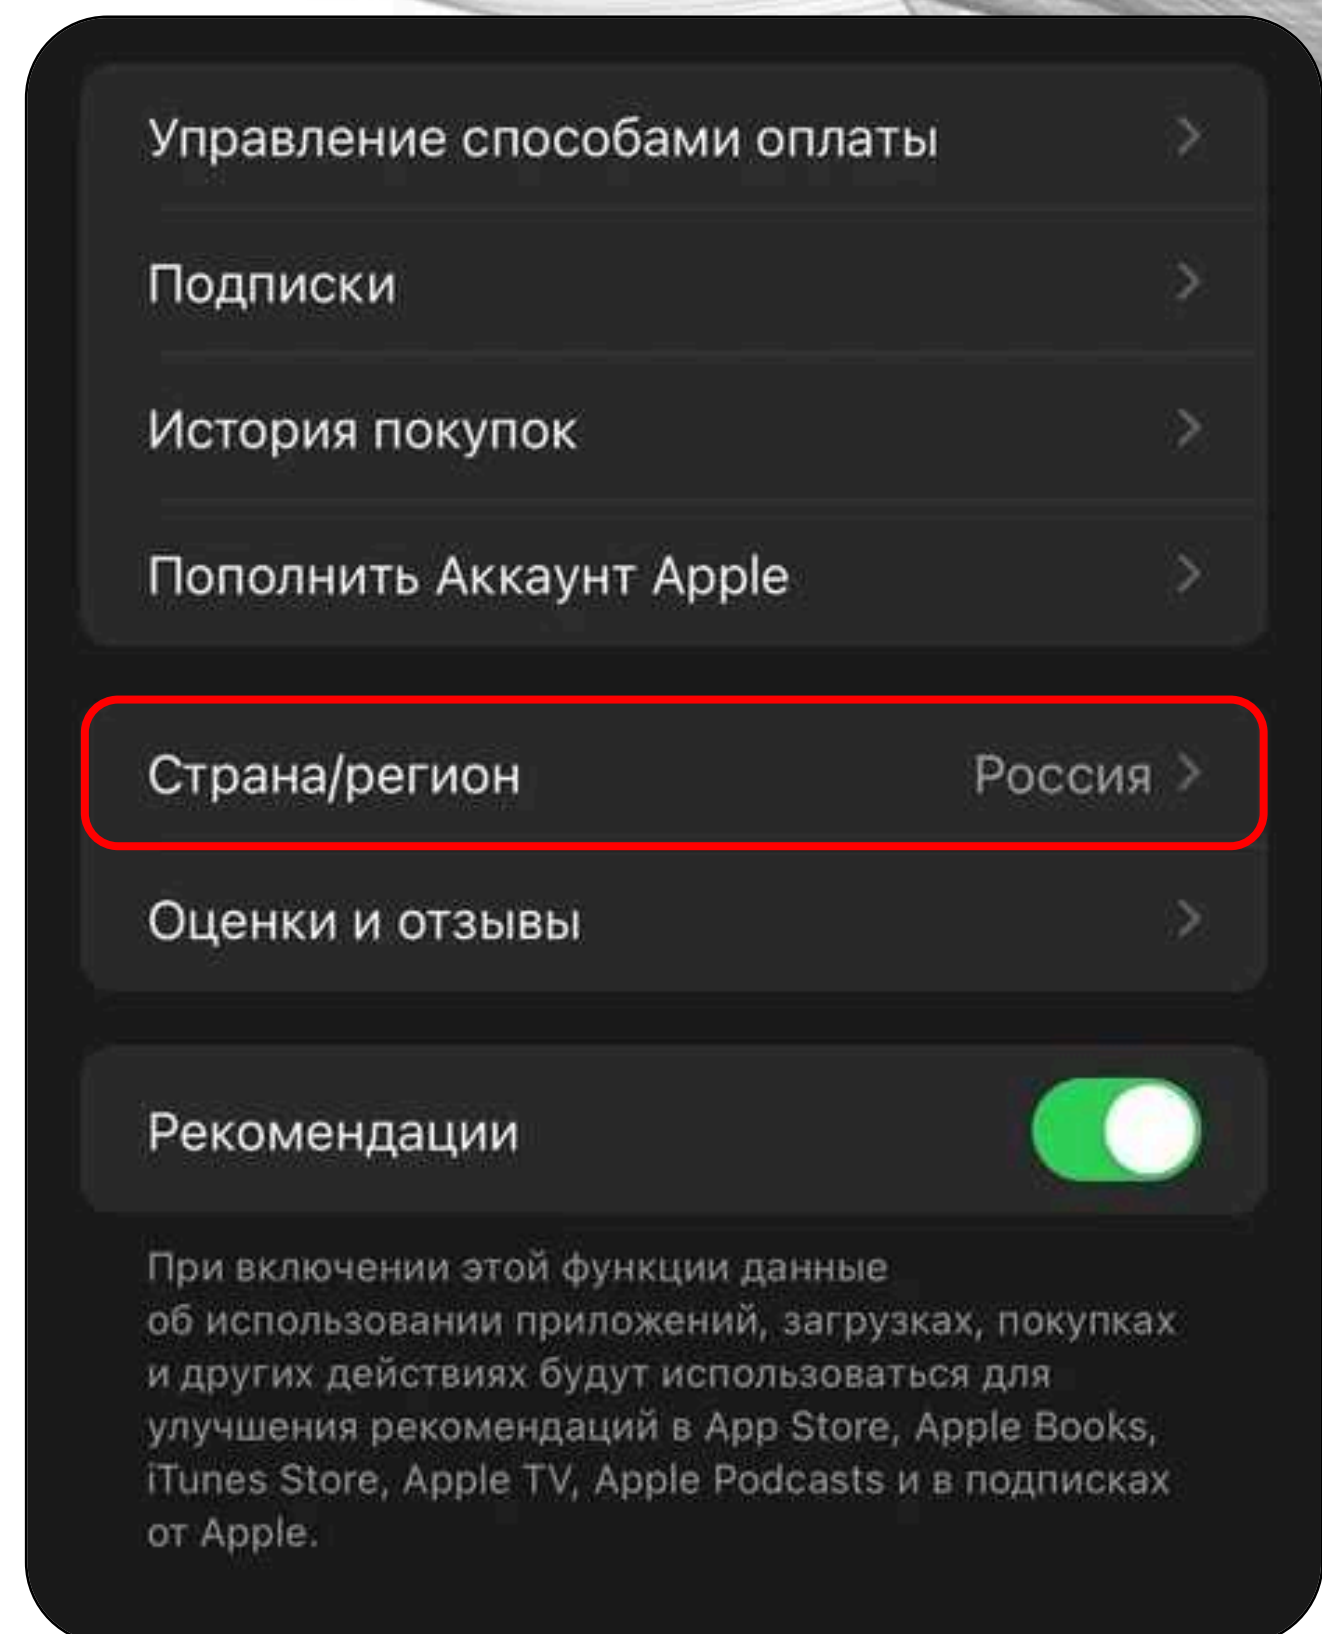 Управление способами оплаты
Подписки
История покупок
Пополнить Аккаунт Apple
Страна/регион Россия
Оценки и отзывы
Рекомендации
При включении этой функции данные
об использовании приложений, загрузках, покупках
и других действиях будут использоваться для
улучшения рекомендаций в App Store, Apple Books,
iTunes Store, Apple TV, Apple Podcasts и в подписках
от Apple.